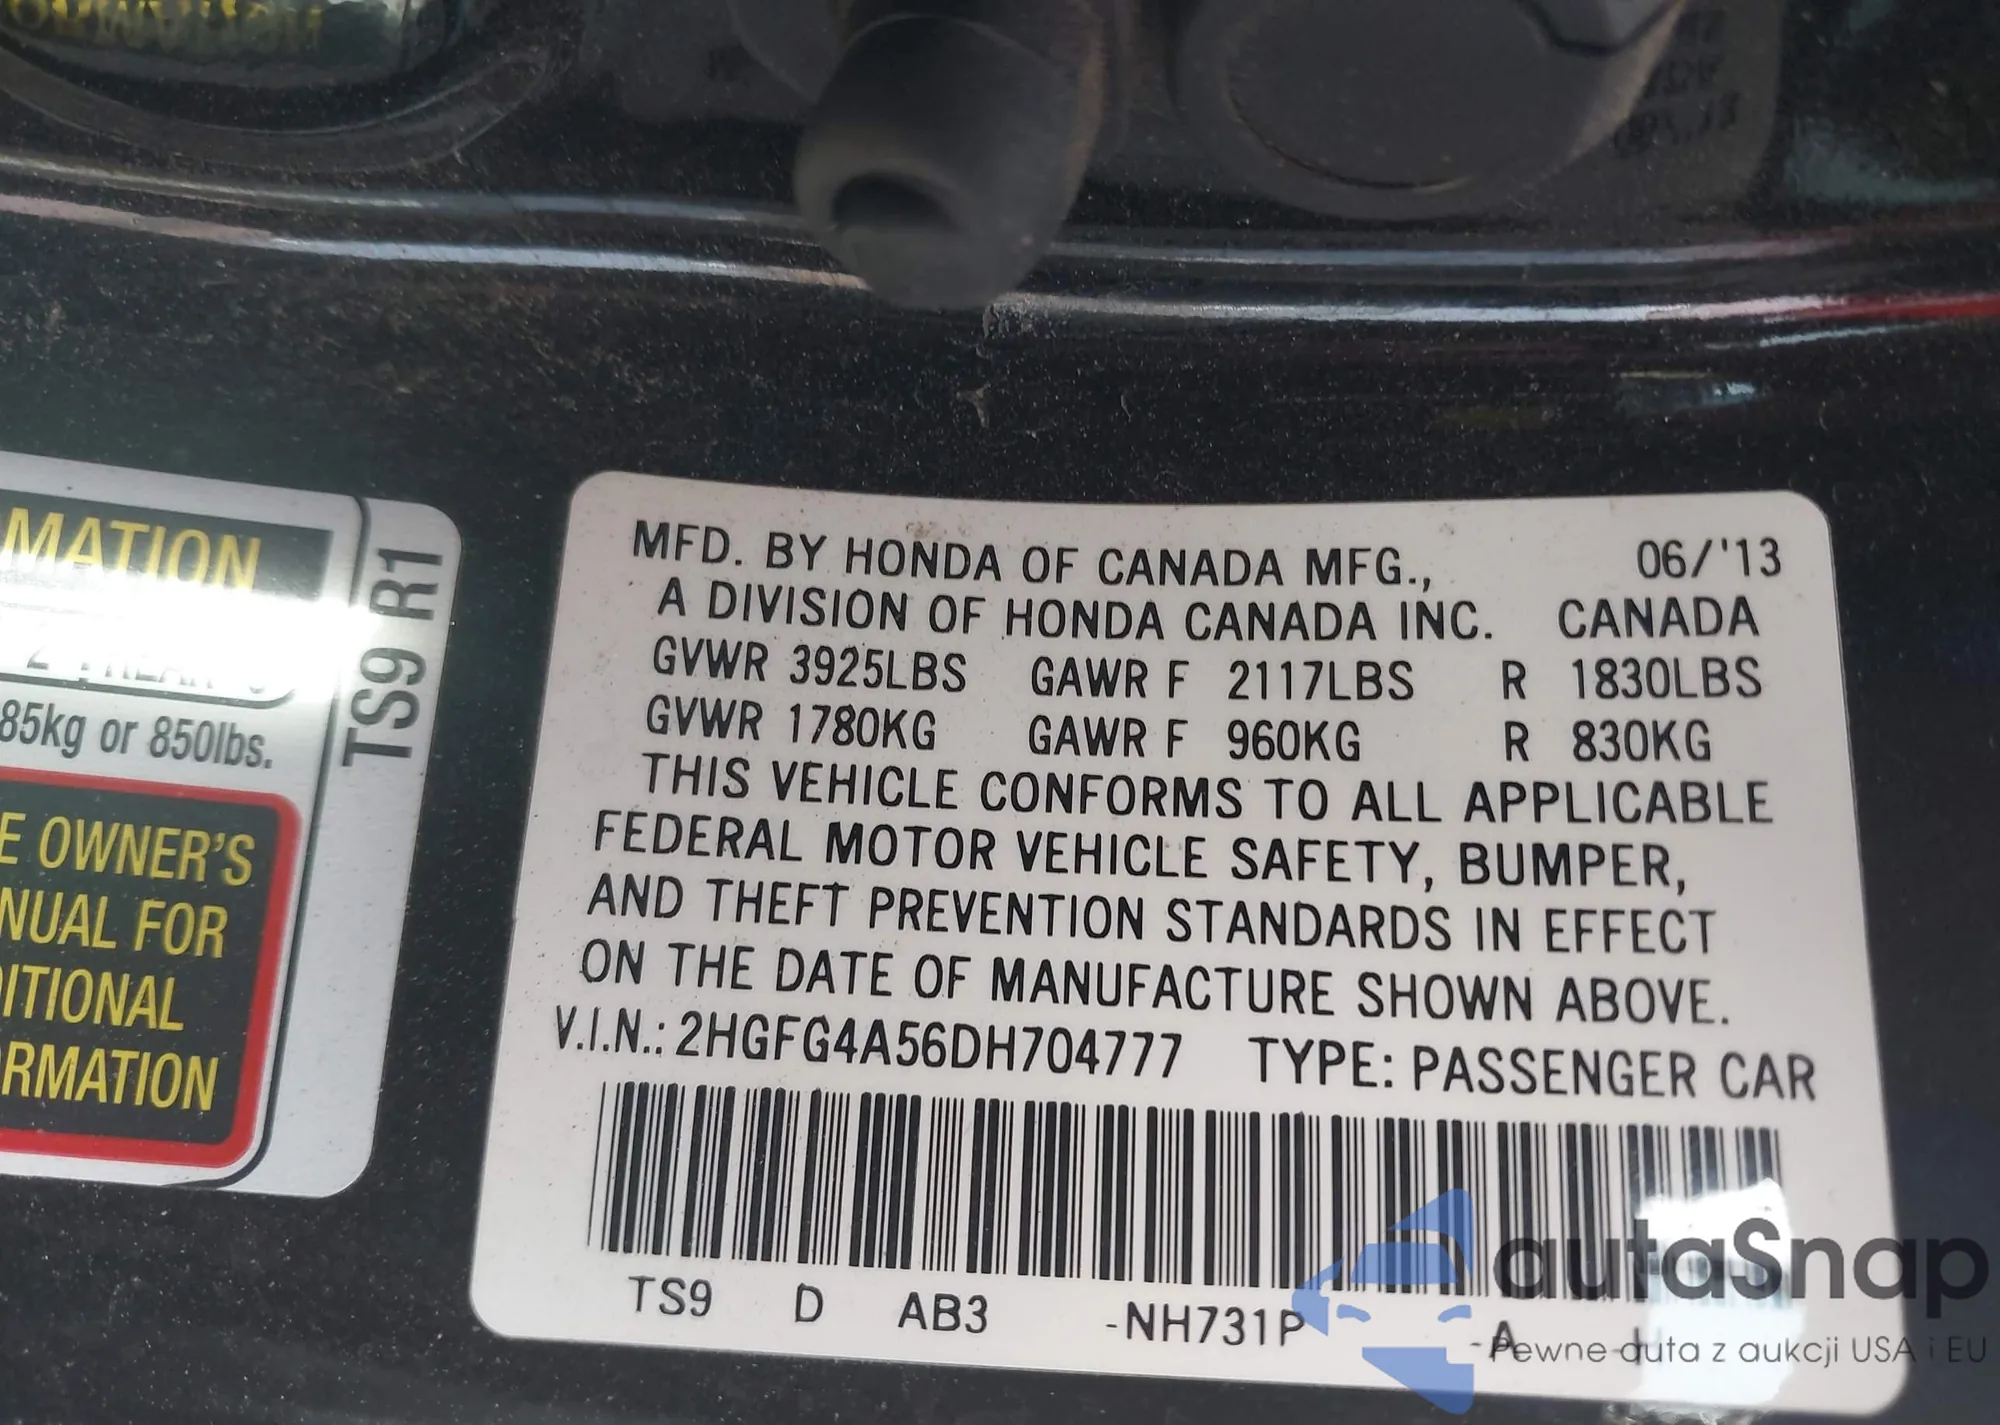 MATION
TS9 R1
85kg or 850lbs.
E OWNER'S
NUAL FOR
DITIONAL
ORMATION
MFD. BY HONDA OF CANADA MFG., 06/'13
A DIVISION OF HONDA CANADA INC. CANADA
GVWR 3925LBS GAWR F 2117LBS R 1830LBS
GVWR 1780KG GAWR F 960KG R 830KG
THIS VEHICLE CONFORMS TO ALL APPLICABLE
FEDERAL MOTOR VEHICLE SAFETY, BUMPER,
AND THEFT PREVENTION STANDARDS IN EFFECT
ON THE DATE OF MANUFACTURE SHOWN ABOVE.
V.I.N.: 2HGFG4A56DH704777 TYPE: PASSENGER CAR
TS9 D AB3 -NH731P -A
autaSnap
Pewne auta z aukcji USA i EU